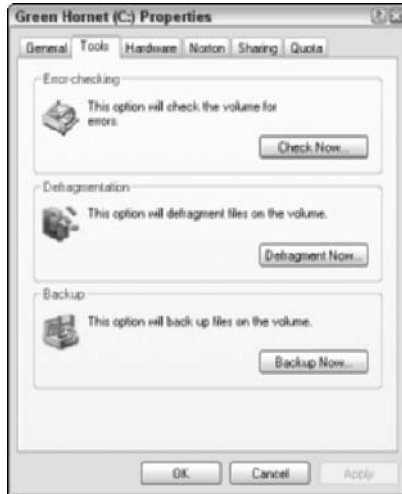 Green Hornet (C:) Properties
General Tools Hardware Norton Sharing Quota
Error-checking
This option will check the volume for
errors.
Check Now...
Defragmentation
This option will defragment files on the volume.
Defragment Now...
Backup
This option will back up files on the volume.
Backup Now...
OK Cancel Apply